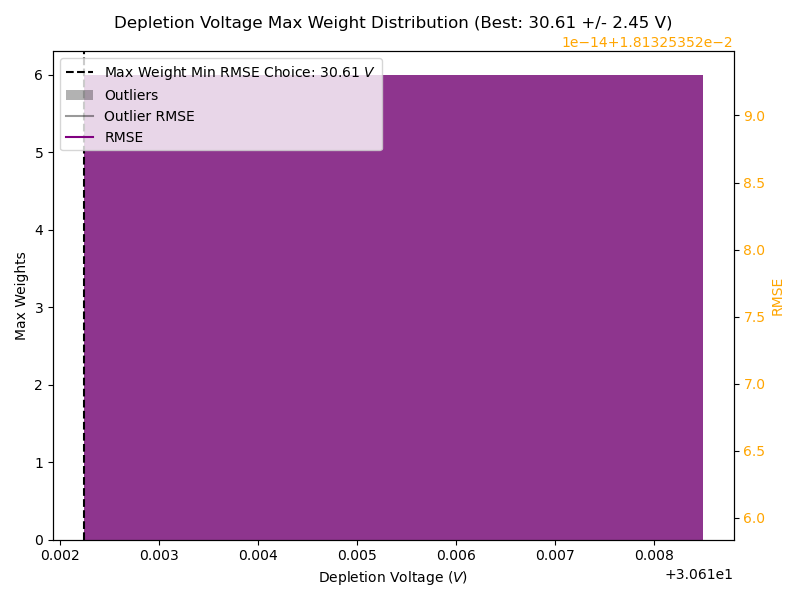 Depletion Voltage Max Weight Distribution (Best: 30.61 +/- 2.45 V)
1e−14+1.81325352e−2
Max Weight Min RMSE Choice: 30.61 V
Outliers
Outlier RMSE
RMSE
6
5
4
3
2
1
0
Max Weights
9.0
8.5
8.0
7.5
7.0
6.5
6.0
RMSE
0.002 0.003 0.004 0.005 0.006 0.007 0.008
+3.061e1
Depletion Voltage (V)